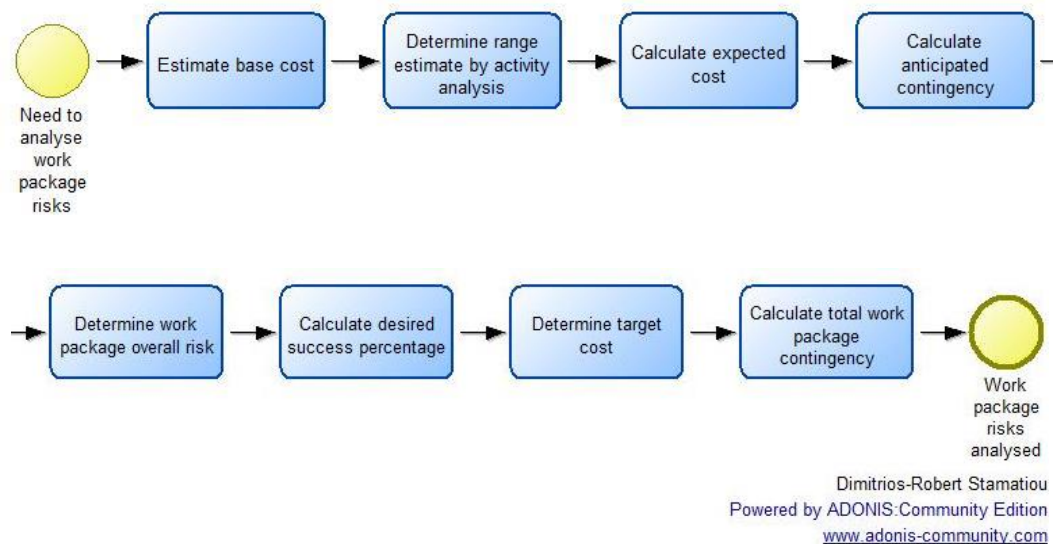 Need to
analyse
work
package
risks
Estimate base cost
Determine range
estimate by activity
analysis
Calculate expected
cost
Calculate
anticipated
contingency
Determine work
package overall risk
Calculate desired
success percentage
Determine target
cost
Calculate total work
package
contingency
Work
package
risks
analysed
Dimitrios-Robert Stamatiou
Powered by ADONIS:Community Edition
www.adonis-community.com